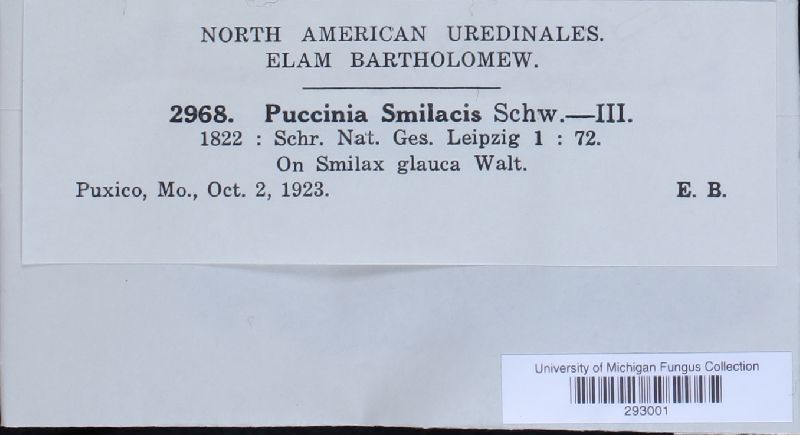 NORTH AMERICAN UREDINALES.
ELAM BARTHOLOMEW.
2968. Puccinia Smilacis Schw.—III.
1822 : Schr. Nat. Ges. Leipzig 1 : 72.
On Smilax glauca Walt.
Puxico, Mo., Oct. 2, 1923. E. B.
University of Michigan Fungus Collection
293001